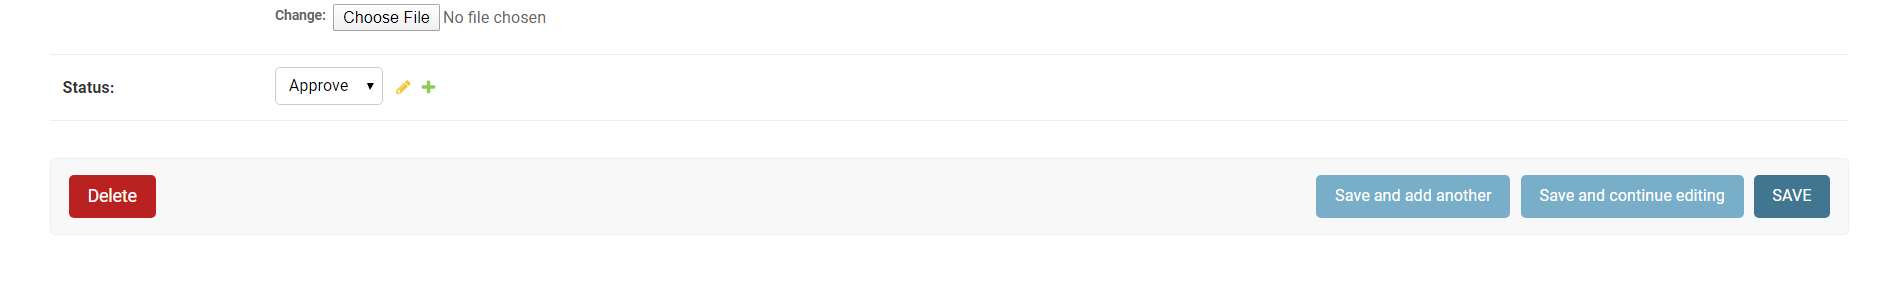 Change: Choose File No file chosen
Status: Approve
Delete Save and add another Save and continue editing SAVE